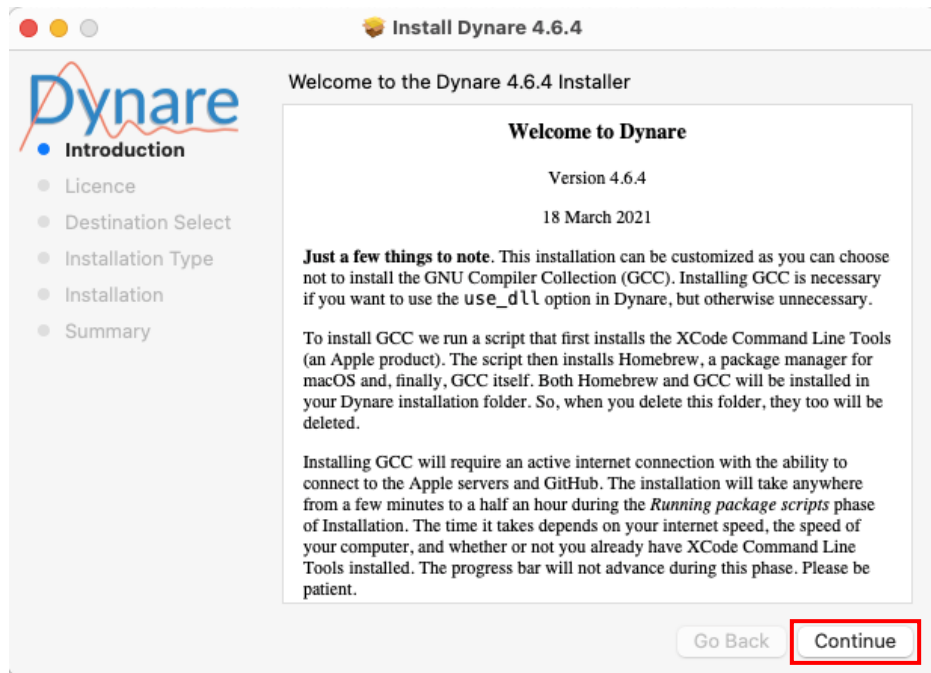 Install Dynare 4.6.4
Dynare
Introduction
Licence
Destination Select
Installation Type
Installation
Summary
Welcome to the Dynare 4.6.4 Installer
Welcome to Dynare
Version 4.6.4
18 March 2021
Just a few things to note. This installation can be customized as you can choose
not to install the GNU Compiler Collection (GCC). Installing GCC is necessary
if you want to use the use_dll option in Dynare, but otherwise unnecessary.
To install GCC we run a script that first installs the XCode Command Line Tools
(an Apple product). The script then installs Homebrew, a package manager for
macOS and, finally, GCC itself. Both Homebrew and GCC will be installed in
your Dynare installation folder. So, when you delete this folder, they too will be
deleted.
Installing GCC will require an active internet connection with the ability to
connect to the Apple servers and GitHub. The installation will take anywhere
from a few minutes to a half an hour during the Running package scripts phase
of Installation. The time it takes depends on your internet speed, the speed of
your computer, and whether or not you already have XCode Command Line
Tools installed. The progress bar will not advance during this phase. Please be
patient.
Go Back
Continue